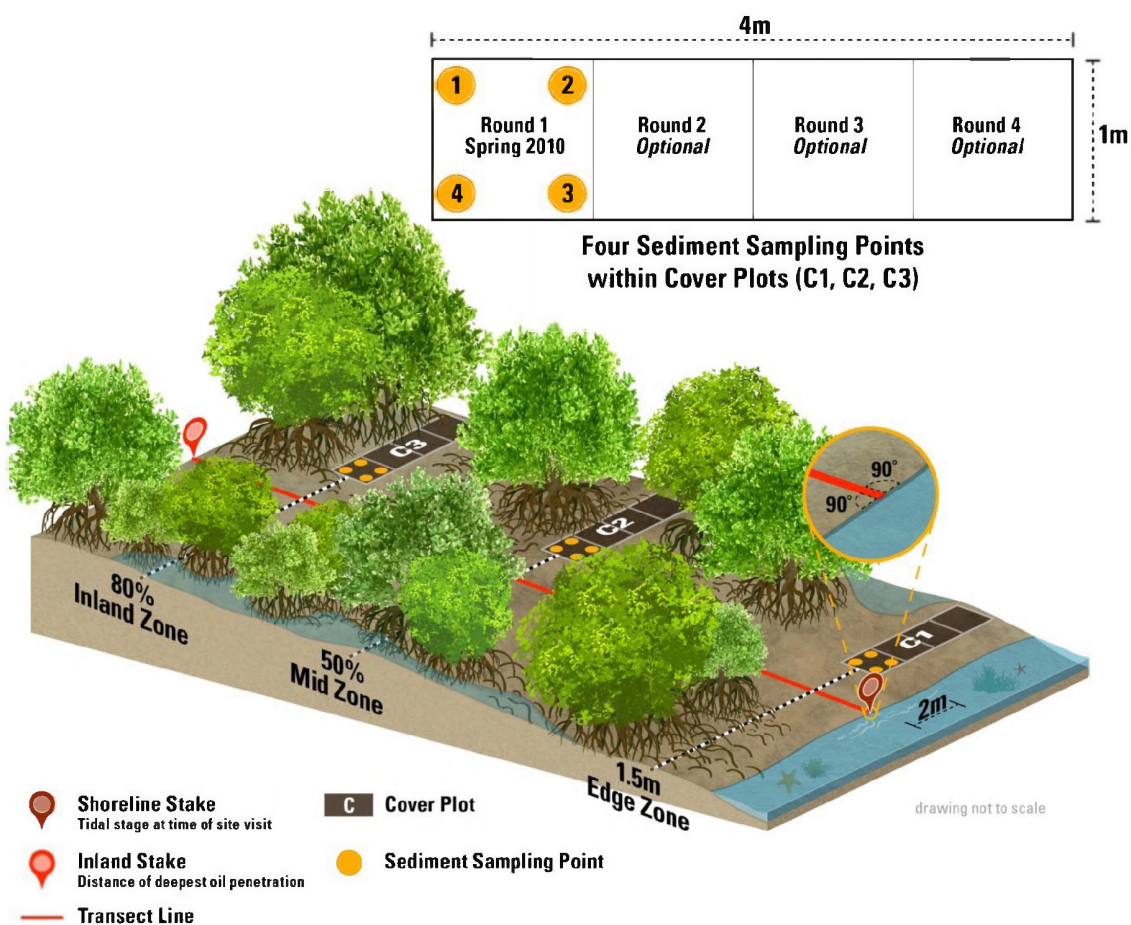 4m
1
2
Round 1
Spring 2010
4
3
Round 2
Optional
Round 3
Optional
Round 4
Optional
1m
Four Sediment Sampling Points
within Cover Plots (C1, C2, C3)
C3
C2
90°
90°
C1
2m
80%
Inland Zone
50%
Mid Zone
1.5m
Edge Zone
drawing not to scale
Shoreline Stake
Tidal stage at time of site visit
C Cover Plot
Inland Stake
Distance of deepest oil penetration
Sediment Sampling Point
Transect Line